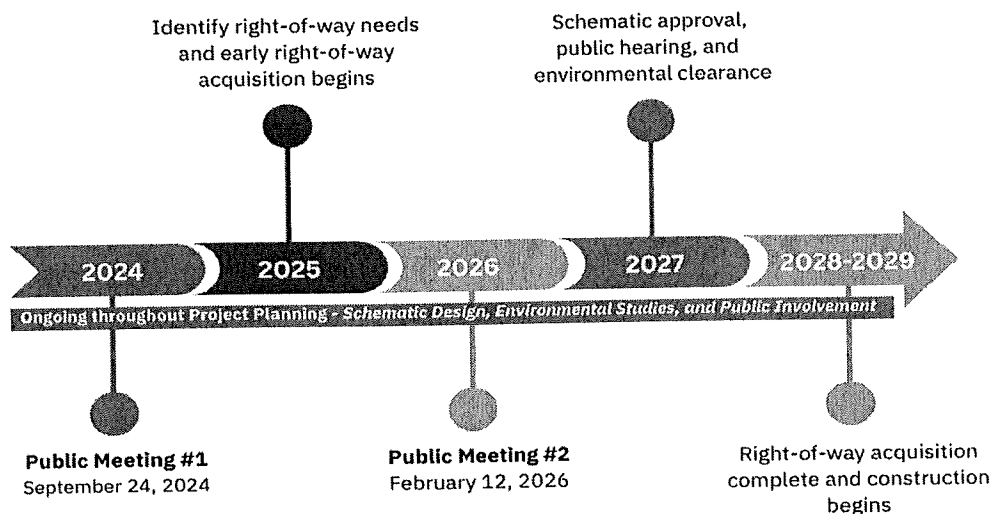 Identify right-of-way needs
and early right-of-way
acquisition begins
Schematic approval,
public hearing, and
environmental clearance
2024
2025
2026
2027
2028-2029
Ongoing throughout Project Planning - Schematic Design, Environmental Studies, and Public Involvement
Public Meeting #1
September 24, 2024
Public Meeting #2
February 12, 2026
Right-of-way acquisition
complete and construction
begins